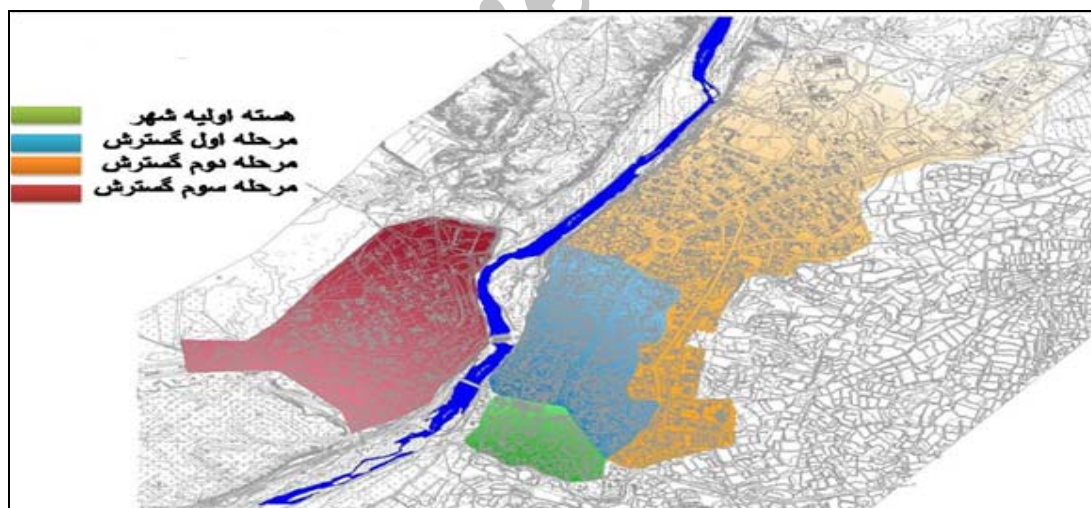 هسته اولیه شهر
مرحله اول گسترش
مرحله دوم گسترش
مرحله سوم گسترش